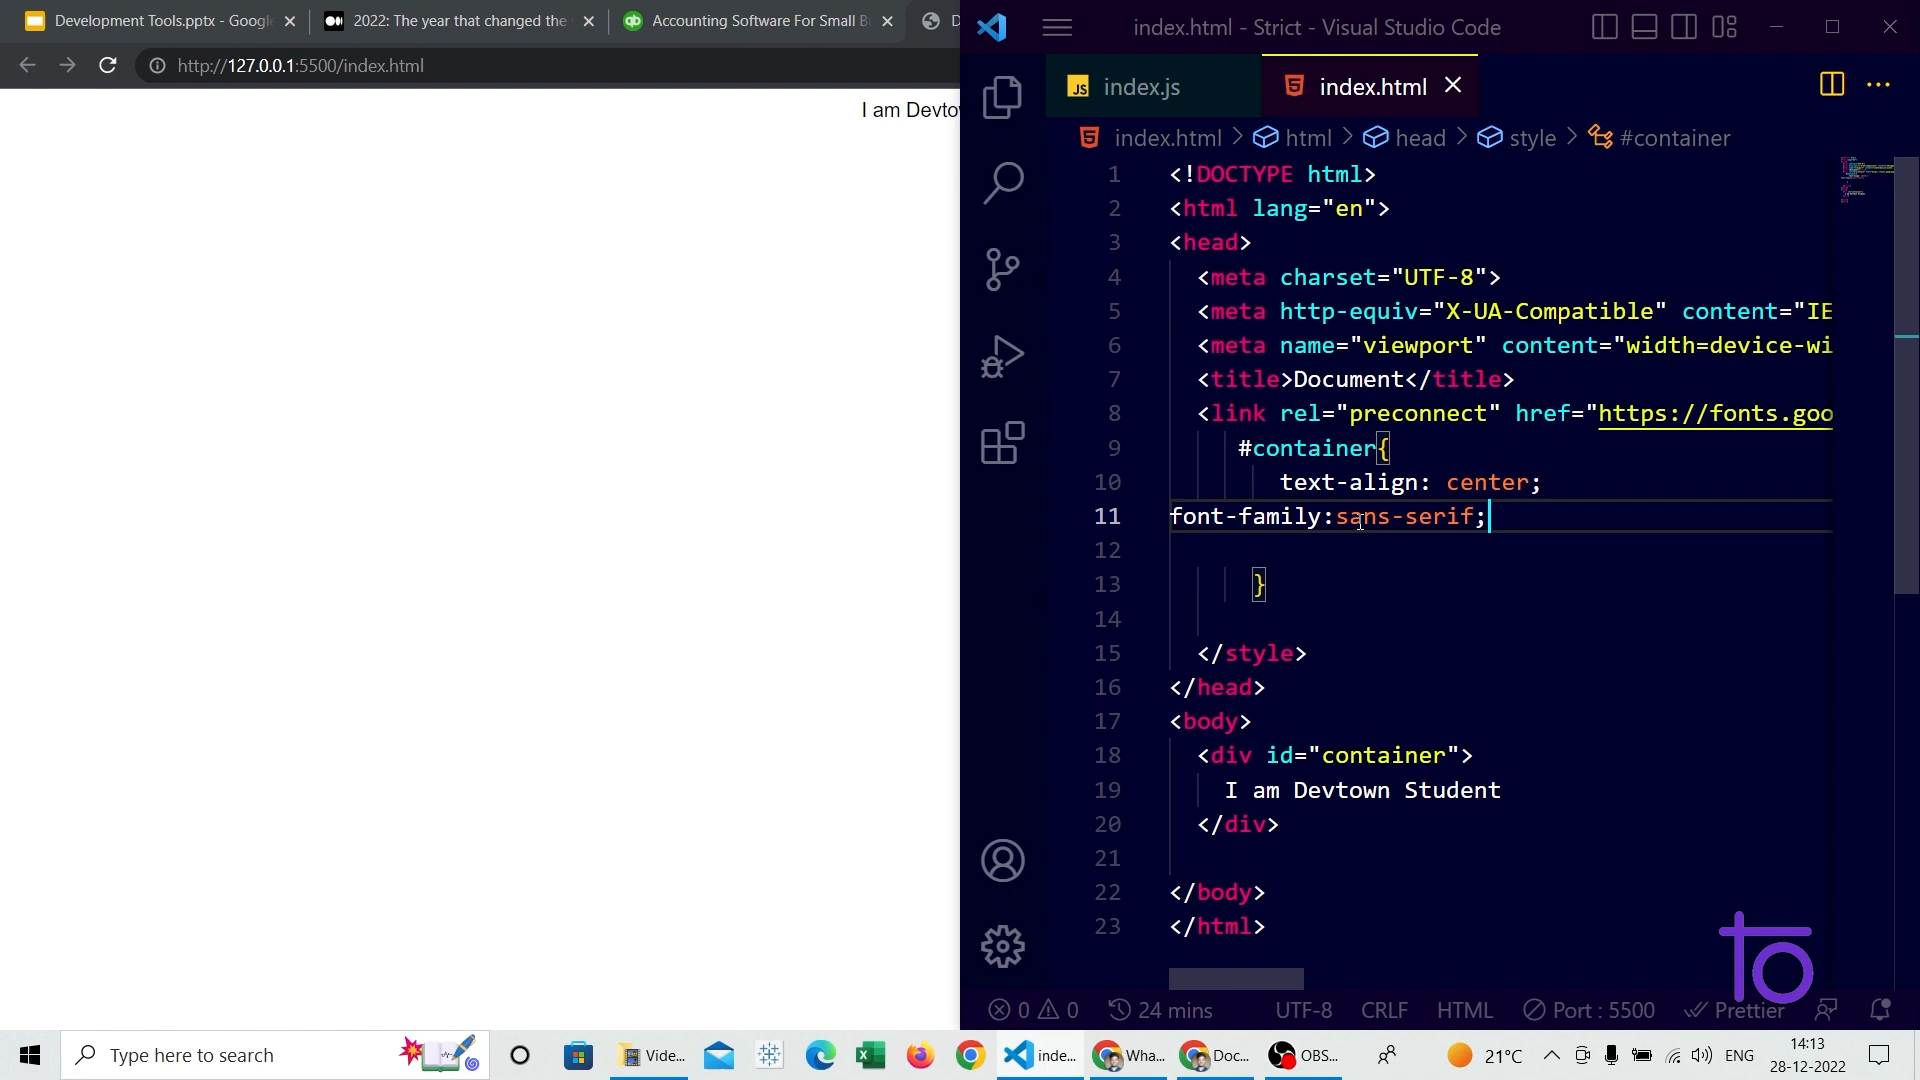 Development Tools.pptx - Google
2022: The year that changed the
Accounting Software For Small B
http://127.0.0.1:5500/index.html
I am Devto
index.html - Strict - Visual Studio Code
index.js
index.html
index.html > html > head > style > #container
1 <!DOCTYPE html>
2 <html lang="en">
3 <head>
4 <meta charset="UTF-8">
5 <meta http-equiv="X-UA-Compatible" content="IE
6 <meta name="viewport" content="width=device-wi
7 <title>Document</title>
8 <link rel="preconnect" href="https://fonts.goo
9 #container{
10 text-align: center;
11 font-family:sans-serif;
12
13 }
14
15 </style>
16 </head>
17 <body>
18 <div id="container">
19 I am Devtown Student
20 </div>
21
22 </body>
23 </html>
0 0 24 mins UTF-8 CRLF HTML Port : 5500 Prettier
Type here to search
Vide...
inde...
Wha...
Doc...
OBS...
21°C
ENG
14:13
28-12-2022